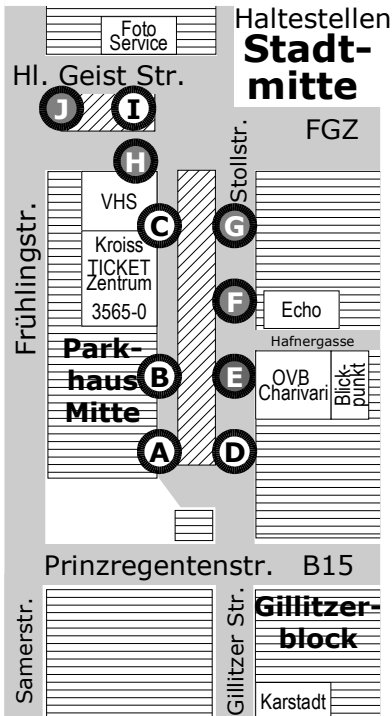 Haltestellen
Stadt-
mitte
Foto
Service
Hl. Geist Str.
J
I
H
Stollstr.
FGZ
VHS
C
G
Kroiss
TICKET
Zentrum
3565-0
Frühlingstr.
F
Echo
Hafnergasse
Park-
haus
Mitte
B
E
OVB
Charivari
Blick-
punkt
A
D
Prinzregentenstr. B15
Samerstr.
Gillitzer Str.
Gillitzer-
block
Karstadt